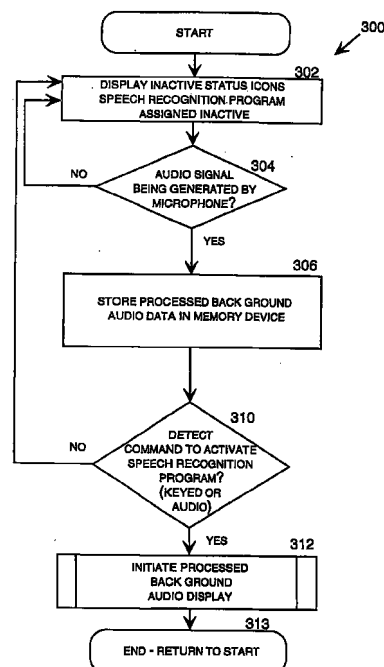 START
300
302
DISPLAY INACTIVE STATUS ICONS
SPEECH RECOGNITION PROGRAM
ASSIGNED INACTIVE
304
NO
AUDIO SIGNAL
BEING GENERATED BY
MICROPHONE?
YES
306
STORE PROCESSED BACK GROUND
AUDIO DATA IN MEMORY DEVICE
310
NO
DETECT
COMMAND TO ACTIVATE
SPEECH RECOGNITION
PROGRAM?
(KEYED OR
AUDIO)
YES
312
INITIATE PROCESSED
BACK GROUND
AUDIO DISPLAY
313
END - RETURN TO START